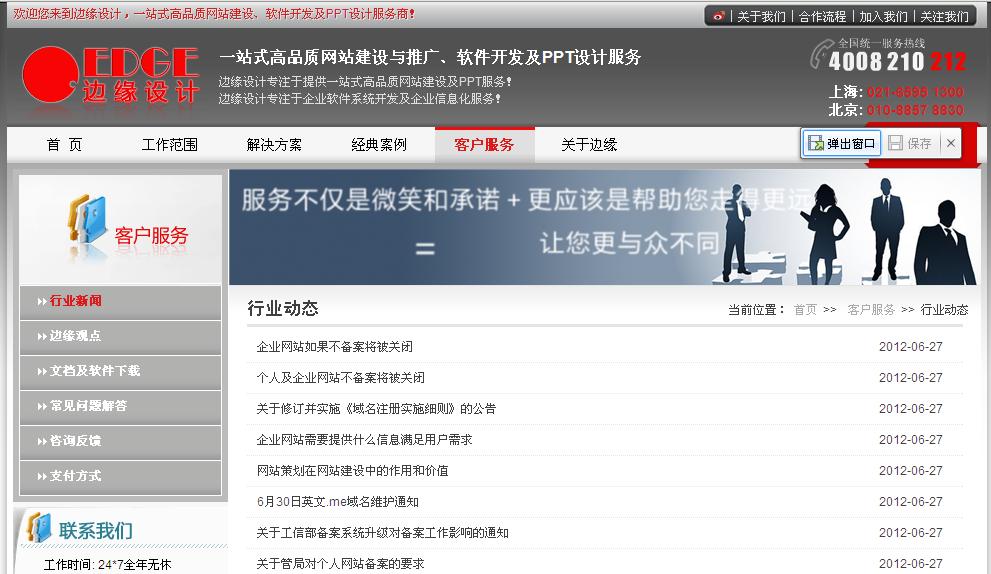 欢迎您来到边缘设计，一站式高品质网站建设、软件开发及PPT设计服务商!
关于我们 | 合作流程 | 加入我们 | 关注我们
EDGE
边缘设计
一站式高品质网站建设与推广、软件开发及PPT设计服务
边缘设计专注于提供一站式高品质网站建设及PPT服务!
边缘设计专注于企业软件系统开发及企业信息化服务!
全国统一服务热线
4008 210 212
上海: 021-6595 1300
北京: 010-8857 8830
首 页 工作范围 解决方案 经典案例 客户服务 关于边缘
弹出窗口 保存 ×
客户服务
服务不仅是微笑和承诺 + 更应该是帮助您走得更远
= 让您更与众不同
行业新闻
边缘观点
文档及软件下载
常见问题解答
咨询反馈
支付方式
联系我们
工作时间: 24*7全年无休
行业动态
当前位置： 首页 >> 客户服务 >> 行业动态
企业网站如果不备案将被关闭 2012-06-27
个人及企业网站不备案将被关闭 2012-06-27
关于修订并实施《域名注册实施细则》的公告 2012-06-27
企业网站需要提供什么信息满足用户需求 2012-06-27
网站策划在网站建设中的作用和价值 2012-06-27
6月30日英文.me域名维护通知 2012-06-27
关于工信部备案系统升级对备案工作影响的通知 2012-06-27
关于管局对个人网站备案的要求 2012-06-27